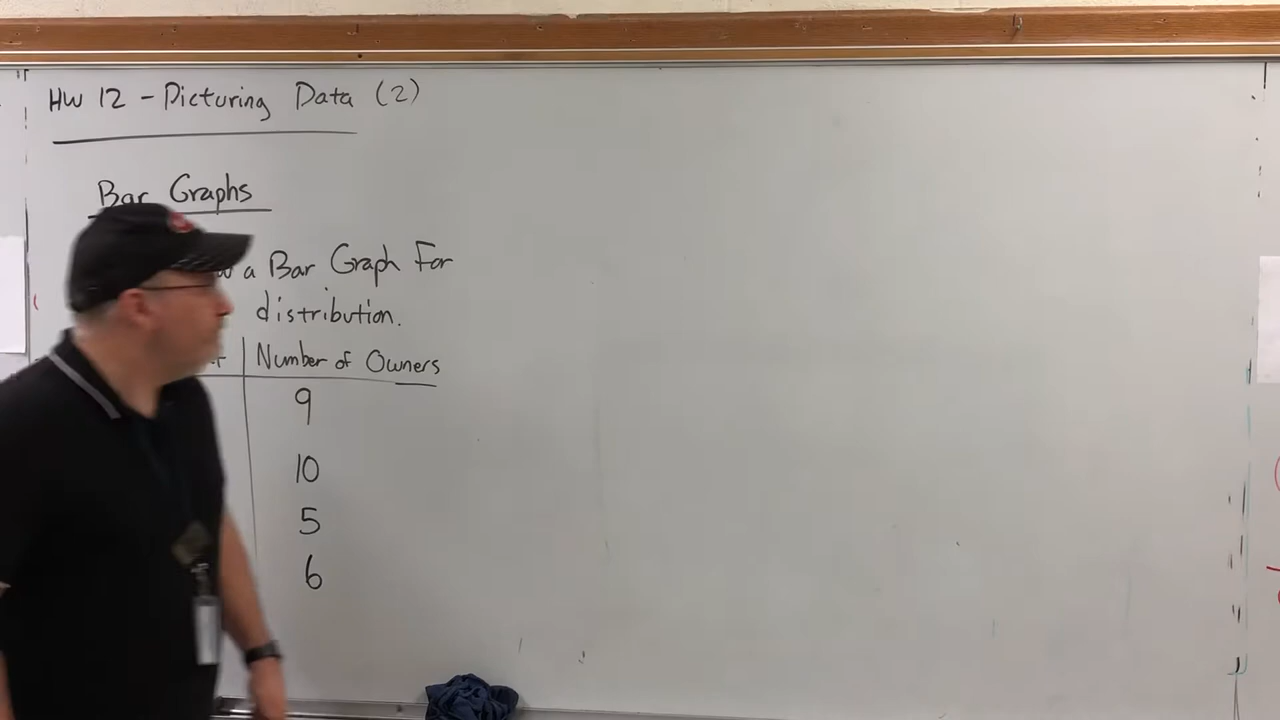 HW 12 - Picturing Data (2)
Bar Graphs
a Bar Graph For
distribution.
Number of Owners
9
10
5
6